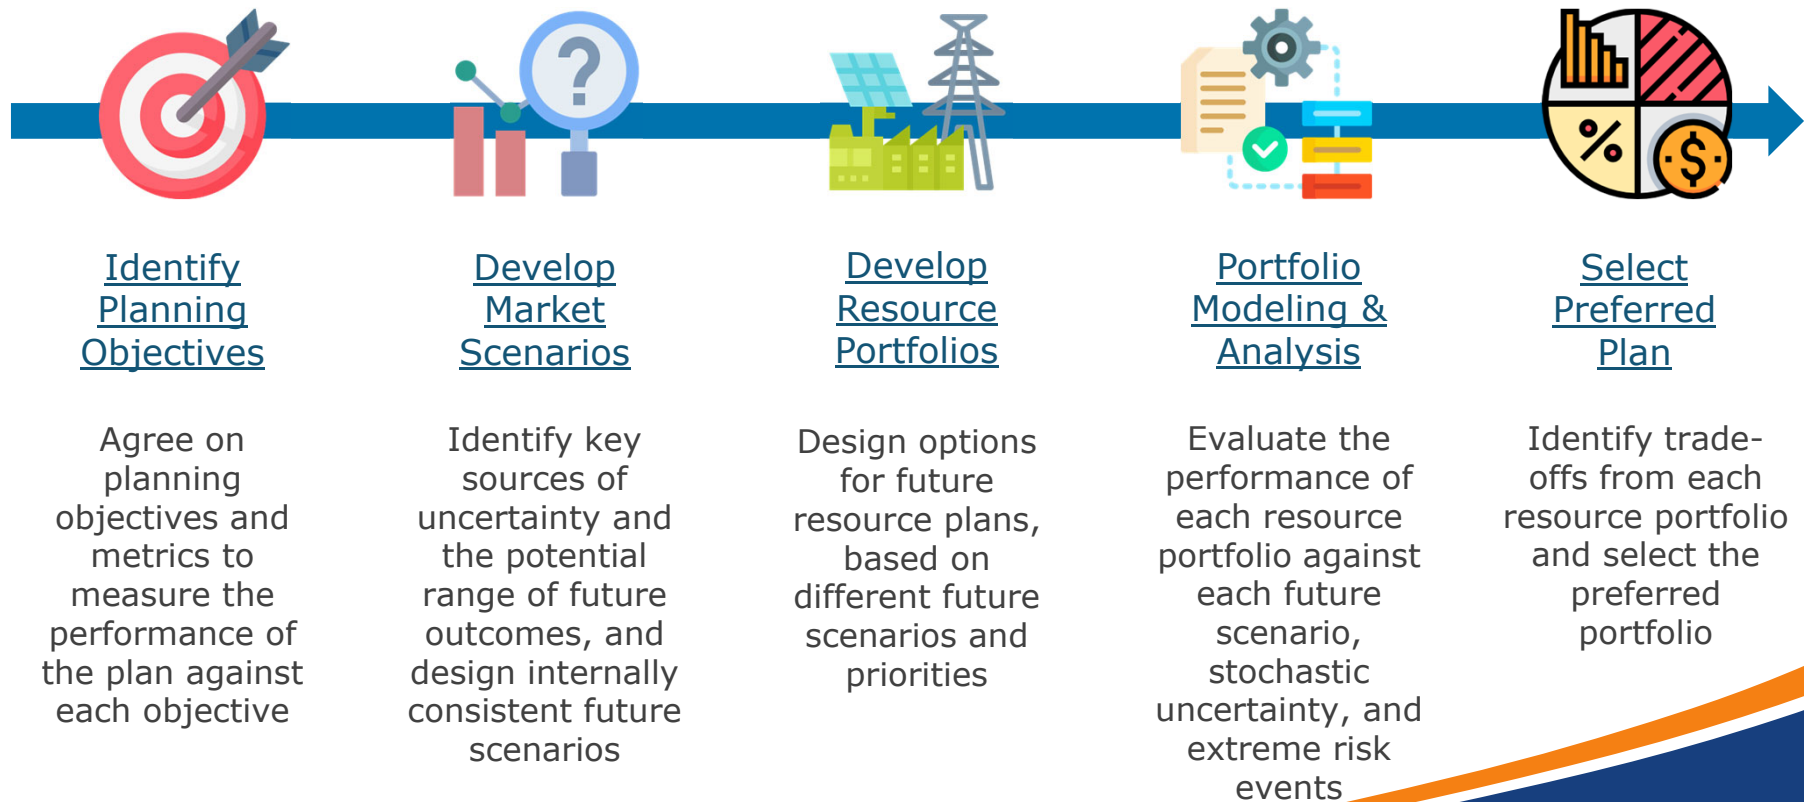 ?
%
$
Identify
Planning
Objectives
Agree on
planning
objectives and
metrics to
measure the
performance of
the plan against
each objective
Develop
Market
Scenarios
Identify key
sources of
uncertainty and
the potential
range of future
outcomes, and
design internally
consistent future
scenarios
Develop
Resource
Portfolios
Design options
for future
resource plans,
based on
different future
scenarios and
priorities
Portfolio
Modeling &
Analysis
Evaluate the
performance of
each resource
portfolio against
each future
scenario,
stochastic
uncertainty, and
extreme risk
events
Select
Preferred
Plan
Identify trade-
offs from each
resource portfolio
and select the
preferred
portfolio